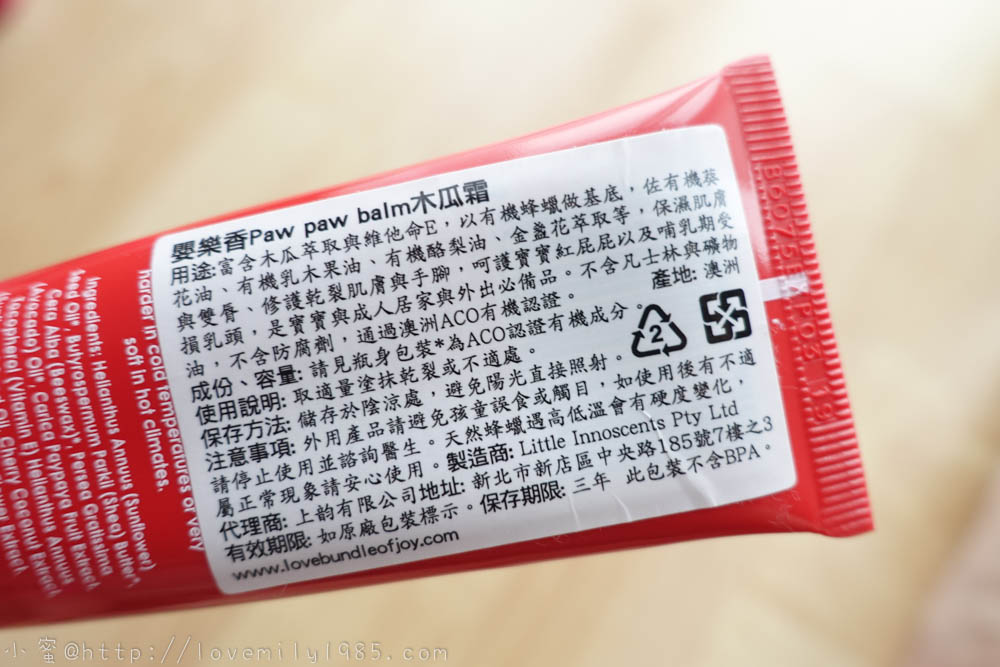 嬰樂香Paw paw balm木瓜霜
用途:富含木瓜萃取與維他命E，以有機蜂蠟做基底，佐有機葵
花油、有機乳木果油、有機酪梨油、金盞花萃取等，保濕肌膚
與雙唇、修護乾裂肌膚與手腳，呵護寶寶紅屁屁以及哺乳期受
損乳頭，是寶寶與成人居家與外出必備品。不含凡士林與礦物
油，不含防腐劑，通過澳洲ACO有機認證。 產地: 澳洲
成份、容量: 請見瓶身包裝*為ACO認證有機成分。
使用說明: 取適量塗抹乾裂或不適處。
保存方法: 儲存於陰涼處，避免陽光直接照射。
注意事項: 外用產品請避免孩童誤食或觸目，如使用後有不適
請停止使用並諮詢醫生。天然蜂蠟遇高低溫會有硬度變化，
屬正常現象請安心使用。製造商: Little Innoscents Pty Ltd
代理商: 上韵有限公司地址: 新北市新店區中央路185號7樓之3
有效期限: 如原廠包裝標示。保存期限: 三年 此包裝不含BPA。
www.lovebundleofjoy.com
2
harder in cold temperatures or very
soft in hot climates.
Ingredients: Helianthus Annuus (Sunflower)
Seed Oil*, Butyrospermum Parkii (Shea) Butter*,
Cera Alba (Beeswax)*, Persea Gratissima
(Avocado) Oil*, Carica Papaya Fruit Extract,
Tocopherol (Vitamin E) Helianthus Annuus
小蜜@http://lovemily1985.com